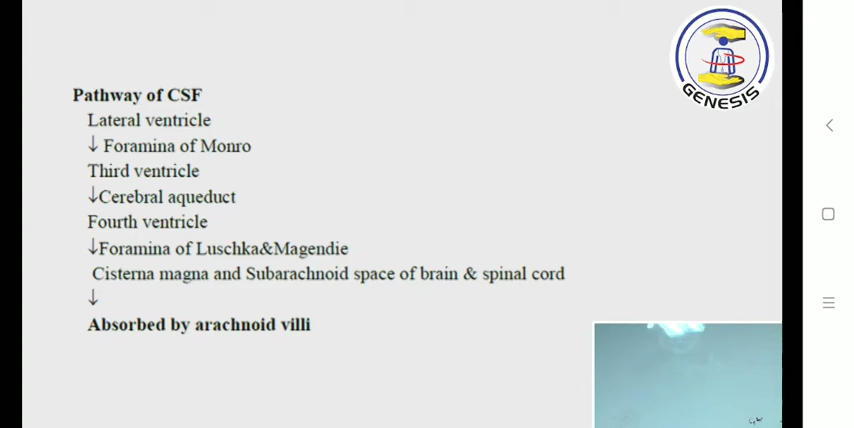 GENESIS
Pathway of CSF
Lateral ventricle
↓ Foramina of Monro
Third ventricle
↓Cerebral aqueduct
Fourth ventricle
↓Foramina of Luschka&Magendie
Cisterna magna and Subarachnoid space of brain & spinal cord
↓
Absorbed by arachnoid villi